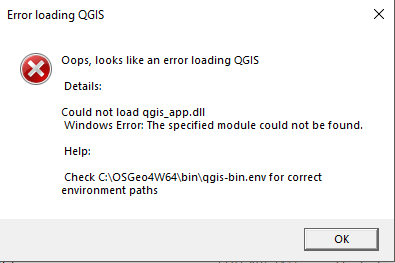 Error loading QGIS
Oops, looks like an error loading QGIS
Details:
Could not load qgis_app.dll
Windows Error: The specified module could not be found.
Help:
Check C:\OSGeo4W64\bin\qgis-bin.env for correct
environment paths
OK